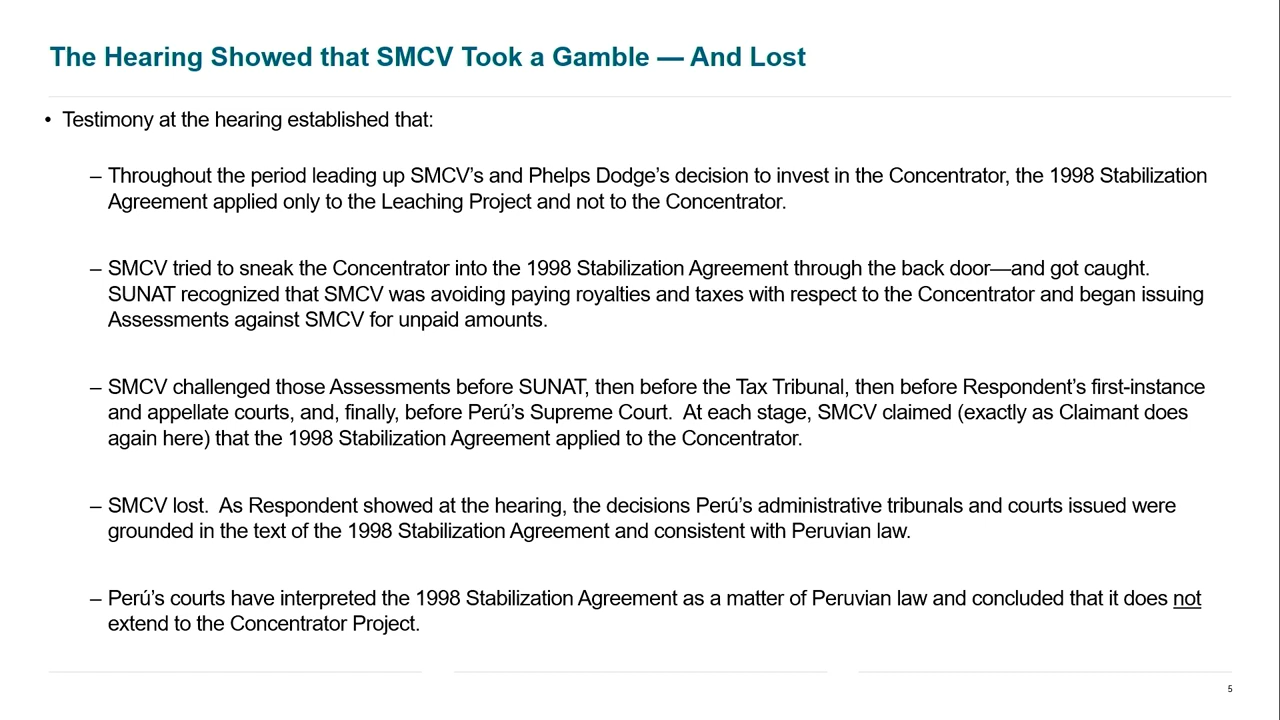 The Hearing Showed that SMCV Took a Gamble — And Lost
• Testimony at the hearing established that:
– Throughout the period leading up SMCV’s and Phelps Dodge’s decision to invest in the Concentrator, the 1998 Stabilization
Agreement applied only to the Leaching Project and not to the Concentrator.
– SMCV tried to sneak the Concentrator into the 1998 Stabilization Agreement through the back door—and got caught.
SUNAT recognized that SMCV was avoiding paying royalties and taxes with respect to the Concentrator and began issuing
Assessments against SMCV for unpaid amounts.
– SMCV challenged those Assessments before SUNAT, then before the Tax Tribunal, then before Respondent’s first-instance
and appellate courts, and, finally, before Perú’s Supreme Court.  At each stage, SMCV claimed (exactly as Claimant does
again here) that the 1998 Stabilization Agreement applied to the Concentrator.
– SMCV lost.  As Respondent showed at the hearing, the decisions Perú’s administrative tribunals and courts issued were
grounded in the text of the 1998 Stabilization Agreement and consistent with Peruvian law.
– Perú’s courts have interpreted the 1998 Stabilization Agreement as a matter of Peruvian law and concluded that it does not
extend to the Concentrator Project.
5